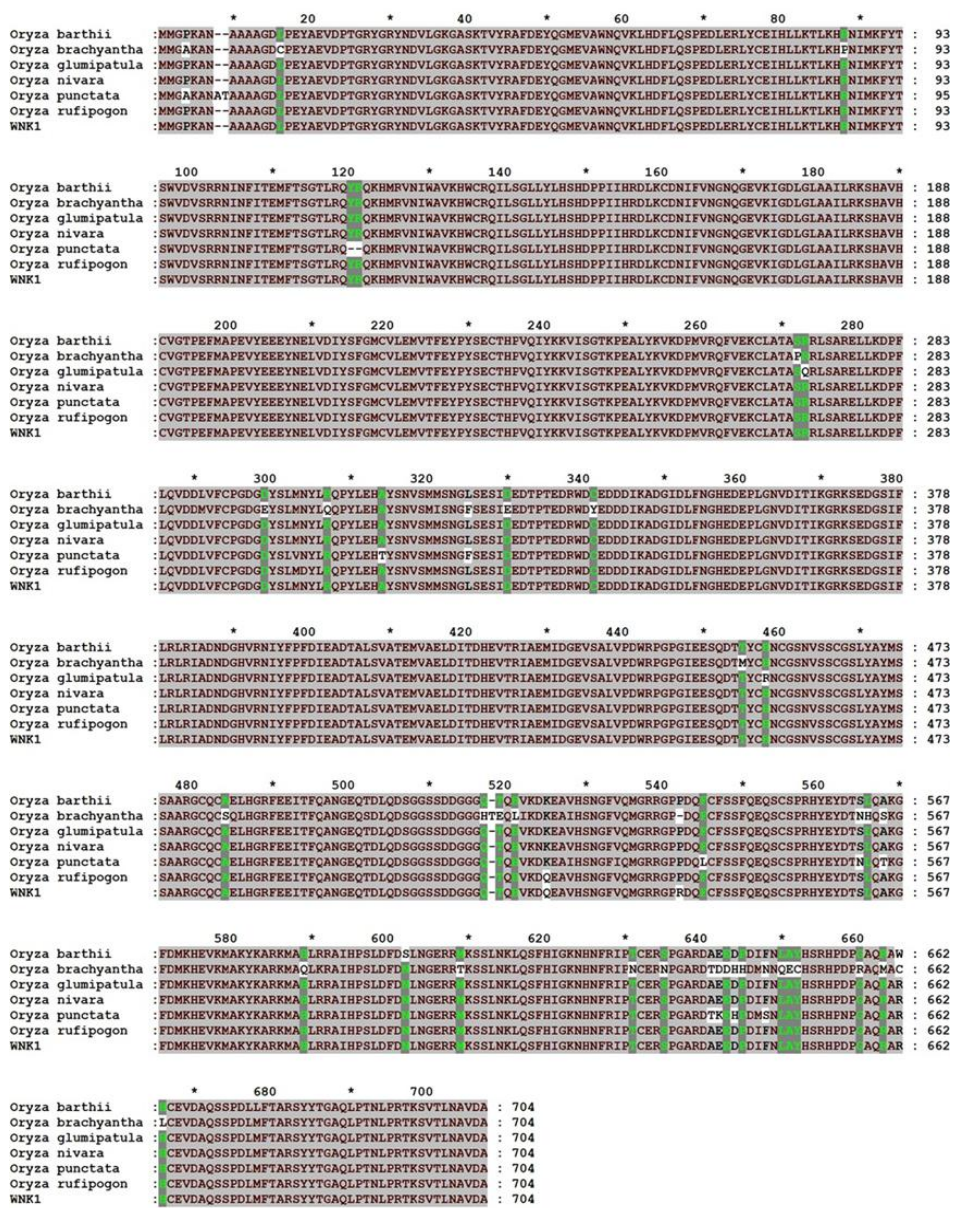 * 20 * 40 * 60 * 80 *
Oryza barthii : MMGPKAN--AAAAGD PEYAEVDPTGRYGRYNDVLGKGASKTVYRAFDEYQGMEVAWNQVKLHDFLQSPEDLERLYCEIHLLKTLKH NIMKFYT : 93
Oryza brachyantha : MMGAKAN--AAAAGDCPEYAEVDPTGRYGRYNDVLGKGASKTVYRAFDEYQGMEVAWNQVKLHDFLQSPEDLERLYCEIHLLKTLKHPNIMKFYT : 93
Oryza glumipatula : MMGPKAN--AAAAGD PEYAEVDPTGRYGRYNDVLGKGASKTVYRAFDEYQGMEVAWNQVKLHDFLQSPEDLERLYCEIHLLKTLKH NIMKFYT : 93
Oryza nivara : MMGPKAN--AAAAGD PEYAEVDPTGRYGRYNDVLGKGASKTVYRAFDEYQGMEVAWNQVKLHDFLQSPEDLERLYCEIHLLKTLKH NIMKFYT : 93
Oryza punctata : MMGAKANATAAAAGD PEYAEVDPTGRYGRYNDVLGKGASKTVYRAFDEYQGMEVAWNQVKLHDFLQSPEDLERLYCEIHLLKTLKH NIMKFYT : 95
Oryza rufipogon : MMGPKAN--AAAAGD PEYAEVDPTGRYGRYNDVLGKGASKTVYRAFDEYQGMEVAWNQVKLHDFLQSPEDLERLYCEIHLLKTLKH NIMKFYT : 93
WNK1 : MMGPKAN--AAAAGD PEYAEVDPTGRYGRYNDVLGKGASKTVYRAFDEYQGMEVAWNQVKLHDFLQSPEDLERLYCEIHLLKTLKH NIMKFYT : 93
100 * 120 * 140 * 160 * 180 *
Oryza barthii : SWVDVSRRNINFITEMFTSGTLRQ QKHMRVNIWAVKHWCRQILSGLLYLHSHDPPIIHRDLKCDNIFVNGNQGEVKIGDLGLAAILRKSHAVH : 188
Oryza brachyantha : SWVDVSRRNINFITEMFTSGTLRQ QKHMRVNIWAVKHWCRQILSGLLYLHSHDPPIIHRDLKCDNIFVNGNQGEVKIGDLGLAAILRKSHAVH : 188
Oryza glumipatula : SWVDVSRRNINFITEMFTSGTLRQ QKHMRVNIWAVKHWCRQILSGLLYLHSHDPPIIHRDLKCDNIFVNGNQGEVKIGDLGLAAILRKSHAVH : 188
Oryza nivara : SWVDVSRRNINFITEMFTSGTLRQ QKHMRVNIWAVKHWCRQILSGLLYLHSHDPPIIHRDLKCDNIFVNGNQGEVKIGDLGLAAILRKSHAVH : 188
Oryza punctata : SWVDVSRRNINFITEMFTSGTLRQ--QKHMRVNIWAVKHWCRQILSGLLYLHSHDPPIIHRDLKCDNIFVNGNQGEVKIGDLGLAAILRKSHAVH : 188
Oryza rufipogon : SWVDVSRRNINFITEMFTSGTLRQ QKHMRVNIWAVKHWCRQILSGLLYLHSHDPPIIHRDLKCDNIFVNGNQGEVKIGDLGLAAILRKSHAVH : 188
WNK1 : SWVDVSRRNINFITEMFTSGTLRQ QKHMRVNIWAVKHWCRQILSGLLYLHSHDPPIIHRDLKCDNIFVNGNQGEVKIGDLGLAAILRKSHAVH : 188
200 * 220 * 240 * 260 * 280
Oryza barthii : CVGTPEFMAPEVYEEEYNELVDIYSFGMCVLEMVTFEYPYSECTHPVQIYKKVISGTKPEALYKVKDPMVRQFVEKCLATA RLSARELLKDPF : 283
Oryza brachyantha : CVGTPEFMAPEVYEEEYNELVDIYSFGMCVLEMVTFEYPYSECTHPVQIYKKVISGTKPEALYKVKDPMVRQFVEKCLATAP RLSARELLKDPF : 283
Oryza glumipatula : CVGTPEFMAPEVYEEEYNELVDIYSFGMCVLEMVTFEYPYSECTHPVQIYKKVISGTKPEALYKVKDPMVRQFVEKCLATA QRLSARELLKDPF : 283
Oryza nivara : CVGTPEFMAPEVYEEEYNELVDIYSFGMCVLEMVTFEYPYSECTHPVQIYKKVISGTKPEALYKVKDPMVRQFVEKCLATA RLSARELLKDPF : 283
Oryza punctata : CVGTPEFMAPEVYEEEYNELVDIYSFGMCVLEMVTFEYPYSECTHPVQIYKKVISGTKPEALYKVKDPMVRQFVEKCLATA RLSARELLKDPF : 283
Oryza rufipogon : CVGTPEFMAPEVYEEEYNELVDIYSFGMCVLEMVTFEYPYSECTHPVQIYKKVISGTKPEALYKVKDPMVRQFVEKCLATA RLSARELLKDPF : 283
WNK1 : CVGTPEFMAPEVYEEEYNELVDIYSFGMCVLEMVTFEYPYSECTHPVQIYKKVISGTKPEALYKVKDPMVRQFVEKCLATA RLSARELLKDPF : 283
* 300 * 320 * 340 * 360 * 380
Oryza barthii : LQVDDLVFCPGDG YSLMNYL QPYLEH YSNVSMMSNGLSESI EDTPTEDRWD EDDDIKADGIDLFNGHEDEPLGNVDITIKGRKSEDGSIF : 378
Oryza brachyantha : LQVDDMVFCPGDGEYSLMNYLQQPYLEH YSNVSMISNGFSESIEEDTPTEDRWDYEDDDIKADGIDLFNGHEDEPLGNVDITIKGRKSEDGSIF : 378
Oryza glumipatula : LQVDDLVFCPGDG YSLMNYL QPYLEH YSNVSMMSNGLSESI EDTPTEDRWD EDDDIKADGIDLFNGHEDEPLGNVDITIKGRKSEDGSIF : 378
Oryza nivara : LQVDDLVFCPGDG YSLMNYL QPYLEH YSNVSMMSNGLSESI EDTPTEDRWD EDDDIKADGIDLFNGHEDEPLGNVDITIKGRKSEDGSIF : 378
Oryza punctata : LQVDDLVFCPGDG YSLVNYL QPYLEHTYSNVSMMSNGFSESI EDTPTEDRWD EDDDIKADGIDLFNGHEDEPLGNVDITIKGRKSEDGSIF : 378
Oryza rufipogon : LQVDDLVFCPGDG YSLMDYL QPYLEH YSNVSMMSNGLSESI EDTPTEDRWD EDDDIKADGIDLFNGHEDEPLGNVDITIKGRKSEDGSIF : 378
WNK1 : LQVDDLVFCPGDG YSLMNYL QPYLEH YSNVSMMSNGLSESI EDTPTEDRWD EDDDIKADGIDLFNGHEDEPLGNVDITIKGRKSEDGSIF : 378
* 400 * 420 * 440 * 460 *
Oryza barthii : LRLRIADNDGHVRNIYFPFDIEADTALSVATEMVAELDITDHEVTRIAEMIDGEVSALVPDWRPGPGIEESQDT YC NCGSNVSSCGSLYAYMS : 473
Oryza brachyantha : LRLRIADNDGHVRNIYFPFDIEADTALSVATEMVAELDITDHEVTRIAEMIDGEVSALVPDWRPGPGIEESQDTMYC NCGSNVSSCGSLYAYMS : 473
Oryza glumipatula : LRLRIADNDGHVRNIYFPFDIEADTALSVATEMVAELDITDHEVTRIAEMIDGEVSALVPDWRPGPGIEESQDT YCRNCGSNVSSCGSLYAYMS : 473
Oryza nivara : LRLRIADNDGHVRNIYFPFDIEADTALSVATEMVAELDITDHEVTRIAEMIDGEVSALVPDWRPGPGIEESQDT YC NCGSNVSSCGSLYAYMS : 473
Oryza punctata : LRLRIADNDGHVRNIYFPFDIEADTALSVATEMVAELDITDHEVTRIAEMIDGEVSALVPDWRPGPGIEESQDT YC NCGSNVSSCGSLYAYMS : 473
Oryza rufipogon : LRLRIADNDGHVRNIYFPFDIEADTALSVATEMVAELDITDHEVTRIAEMIDGEVSALVPDWRPGPGIEESQDT YC NCGSNVSSCGSLYAYMS : 473
WNK1 : LRLRIADNDGHVRNIYFPFDIEADTALSVATEMVAELDITDHEVTRIAEMIDGEVSALVPDWRPGPGIEESQDT YC NCGSNVSSCGSLYAYMS : 473
480 * 500 * 520 * 540 * 560 *
Oryza barthii : SAARGCQC ELHGRFEEITFQANGEQTDLQDSGGSSDDGGG - Q VKDKEAVHSNGFVQMGRRGPPDQ CFSSFQEQSCSPRHYEYDTS QAKG : 567
Oryza brachyantha : SAARGCQCSQLHGRFEEITFQANGEQTDLQDSGGSSDDGGGHTEQLIKDKEAIHSNGFVQMGRRGP-DQ CFSSFQEQSCSPRHYEYDTNHQSKG : 567
Oryza glumipatula : SAARGCQC ELHGRFEEITFQANGEQTDLQDSGGSSDDGGG - Q VKDKEAVHSNGFVQMGRRGPPDQ CFSSFQEQSCSPRHYEYDTS QAKG : 567
Oryza nivara : SAARGCQC ELHGRFEEITFQANGEQTDLQDSGGSSDDGGG - Q VKNKEAVHSNGFVQMGRRGPPDQ CFSSFQEQSCSPRHYEYDTS QAKG : 567
Oryza punctata : SAARGCQC ELHGRFEEITFQANGEQTDLQDSGGSSDDGGG - Q VKDKEAIHSNGFIQMGRRGPPDQLCFSSFQEQSCSPRHYEYDTN QTKG : 567
Oryza rufipogon : SAARGCQC ELHGRFEEITFQANGEQTDLQDSGGSSDDGGG - Q VKDQEAVHSNGFVQMGRRGPPDQ CFSSFQEQSCSPRHYEYDTS QAKG : 567
WNK1 : SAARGCQC ELHGRFEEITFQANGEQTDLQDSGGSSDDGGG - Q VKDQEAVHSNGFVQMGRRGPRDQ CFSSFQEQSCSPRHYEYDTS QAKG : 567
580 * 600 * 620 * 640 * 660
Oryza barthii : FDMKHEVKMAKYKARKMA LRRAIHPSLDFDSLNGERR KSSLNKLQSFHIGKNHNFRIP CER PGARDAE D DIFN HSRHPDP AQ AW : 662
Oryza brachyantha : FDMKHEVKMAKYKARKMAQLRRAIHPSLDFD LNGERRTKSSLNKLQSFHIGKNHNFRIPNCERNPGARDTDDHHDMNNQECHSRHPDPRAQMAC : 662
Oryza glumipatula : FDMKHEVKMAKYKARKMA LRRAIHPSLDFD LNGERR KSSLNKLQSFHIGKNHNFRIP CER PGARDAE D DIFN HSRHPDP AQ AR : 662
Oryza nivara : FDMKHEVKMAKYKARKMA LRRAIHPSLDFD LNGERR KSSLNKLQSFHIGKNHNFRIP CER PGARDAE D DIFN HSRHPDP AQ AR : 662
Oryza punctata : FDMKHEVKMAKYKARKMA LRRAIHPSLDFD LNGERR KSSLNKLQSFHIGKNHNFRIP CER PGARDTK H DMSN HSRHPDP AQ AR : 662
Oryza rufipogon : FDMKHEVKMAKYKARKMA LRRAIHPSLDFD LNGERR KSSLNKLQSFHIGKNHNFRIP CER PGARDAE D DIFN HSRHPDP AQ AR : 662
WNK1 : FDMKHEVKMAKYKARKMA LRRAIHPSLDFD LNGERR KSSLNKLQSFHIGKNHNFRIP CER PGARDAE D DIFN HSRHPDP AQ AR : 662
* 680 * 700
Oryza barthii : CEVDAQSSPDLLFTARSYYTGAQLPTNLPRTKSVTLNAVDA : 704
Oryza brachyantha :LCEVDAQSSPDLMFTARSYYTGAQLPTNLPRTKSVTLNAVDA : 704
Oryza glumipatula : CEVDAQSSPDLMFTARSYYTGAQLPTNLPRTKSVTLNAVDA : 704
Oryza nivara : CEVDAQSSPDLMFTARSYYTGAQLPTNLPRTKSVTLNAVDA : 704
Oryza punctata : CEVDAQSSPDLMFTARSYYTGAQLPTNLPRTKSVTLNAVDA : 704
Oryza rufipogon : CEVDAQSSPDLMFTARSYYTGAQLPTNLPRTKSVTLNAVDA : 704
WNK1 : CEVDAQSSPDLMFTARSYYTGAQLPTNLPRTKSVTLNAVDA : 704